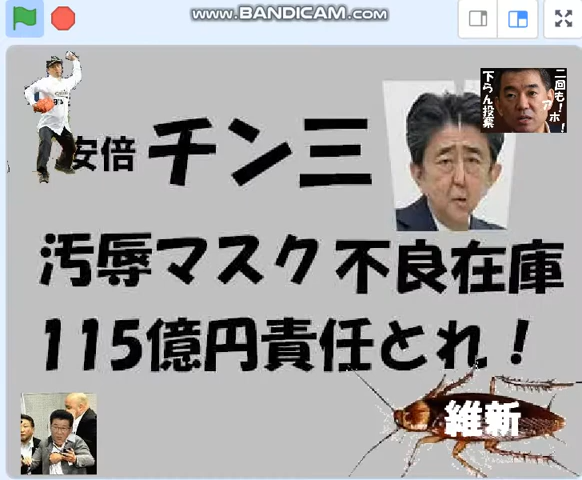 www.BANDICAM.com
安倍 チン三
二回も!
アホ!
下らん投票
汚辱マスク不良在庫
115億円責任とれ!
維新